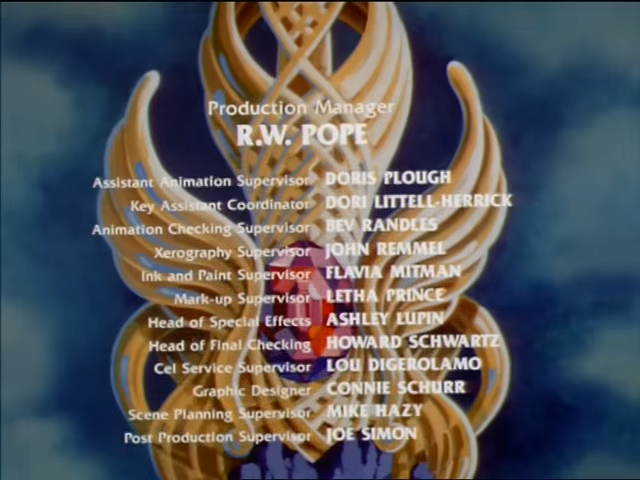 Production Manager
R.W. POPE
Assistant Animation Supervisor DORIS PLOUGH
Key Assistant Coordinator DORI LITTELL-HERRICK
Animation Checking Supervisor BEV RANDLES
Xerography Supervisor JOHN REMMEL
Ink and Paint Supervisor FLAVIA MITMAN
Mark-up Supervisor LETHA PRINCE
Head of Special Effects ASHLEY LUPIN
Head of Final Checking HOWARD SCHWARTZ
Cel Service Supervisor LOU DIGEROLAMO
Graphic Designer CONNIE SCHURR
Scene Planning Supervisor MIKE HAZY
Post Production Supervisor JOE SIMON